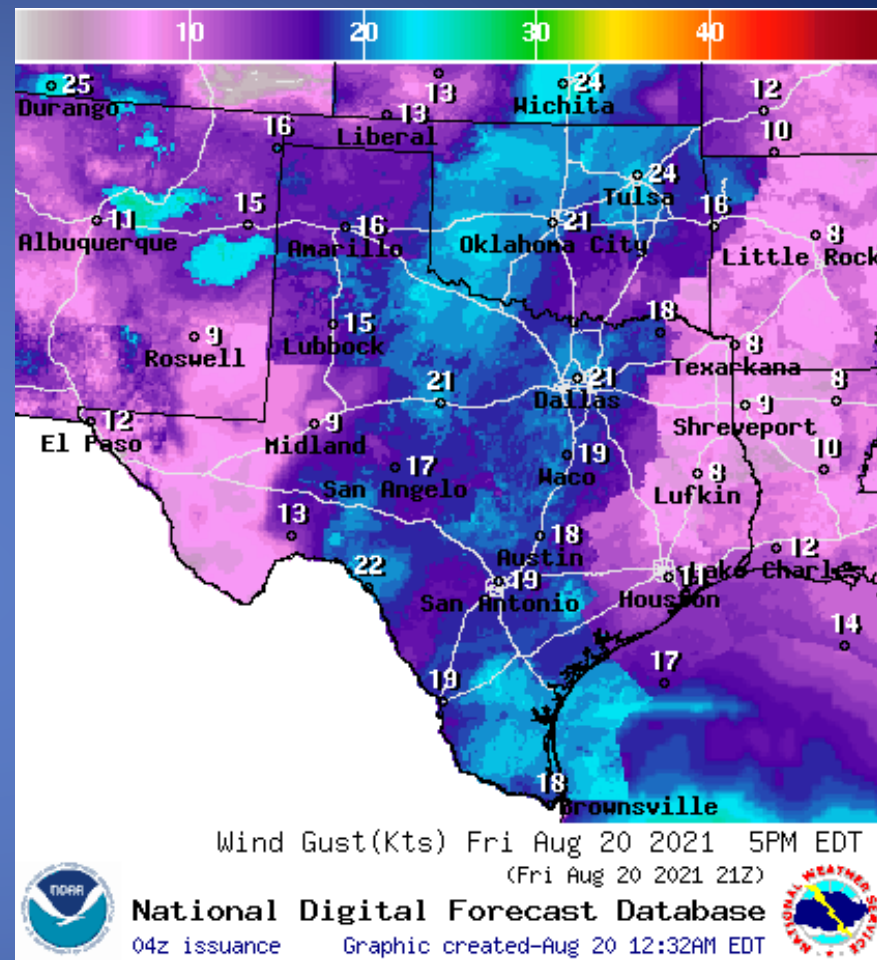 10 20 30 40
25
Durango
13
13
Liberal
24
Wichita
12
10
16
24
Tulsa
11
Albuquerque
15
16
Amarillo
21
Oklahoma City
16
8
Little Rock
9
Roswell
15
Lubbock
18
8
Texarkana
21
Dallas
21
12
El Paso
9
Midland
9
Shreveport
8
17
San Angelo
19
Waco
8
Lufkin
10
13
18
Austin
12
Lake Charles
22
19
San Antonio
11
Houston
14
17
19
18
Brownsville
Wind Gust(Kts) Fri Aug 20 2021 5PM EDT
(Fri Aug 20 2021 21Z)
NOAA
National Digital Forecast Database
04z issuance Graphic created-Aug 20 12:32AM EDT
NATIONAL WEATHER SERVICE